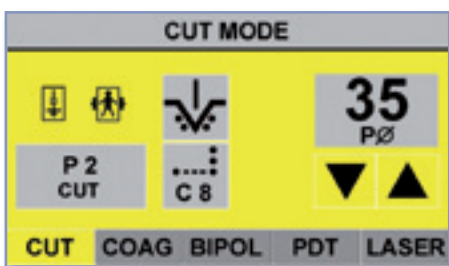 CUT MODE
35
PØ
P 2
CUT
C 8
CUT COAG BIPOL PDT LASER